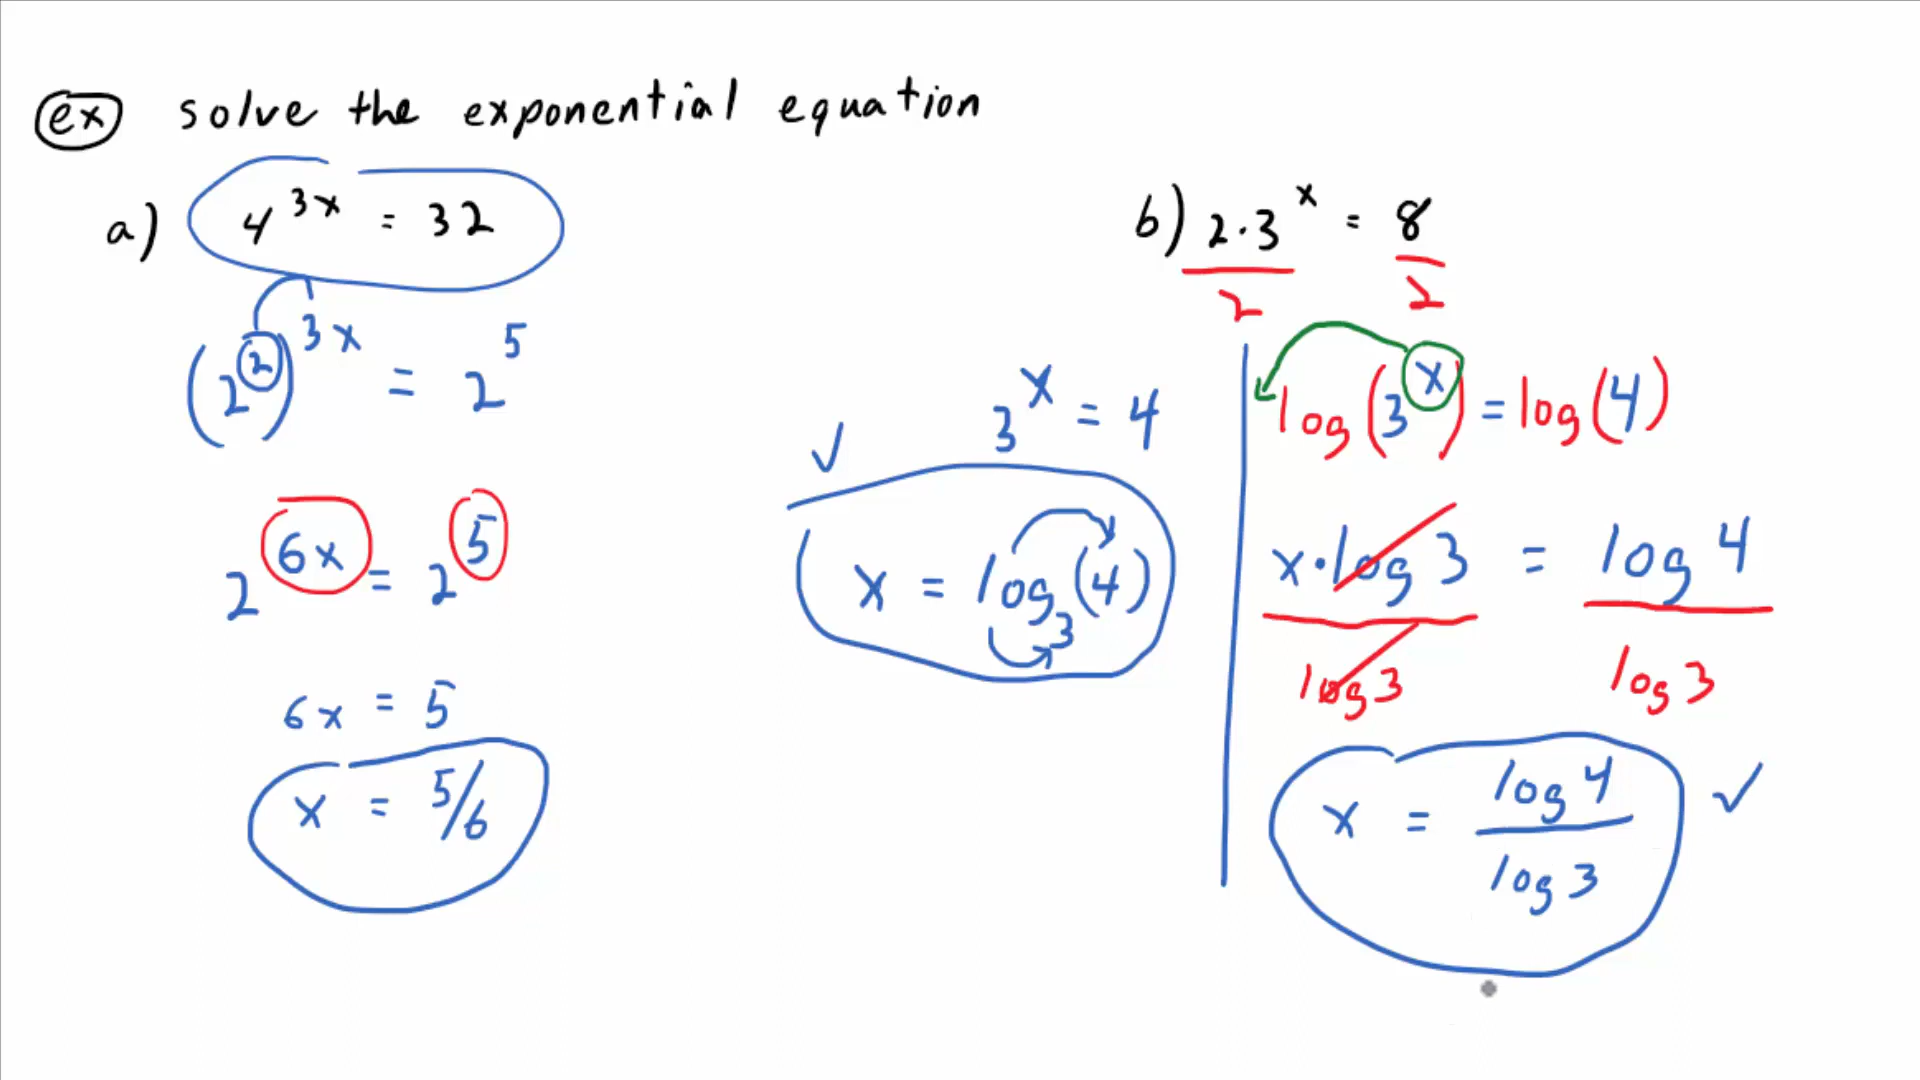 ex solve the exponential equation
a) 4^{3x} = 32
(2^2)^{3x} = 2^5
2^{6x} = 2^5
6x = 5
x = 5/6
b) 2·3^x = 8
2 2
3^x = 4
✓
x = log_3(4)
log(3^x) = log(4)
x·log 3 = log 4
log 3 log 3
x = log 4 / log 3 ✓